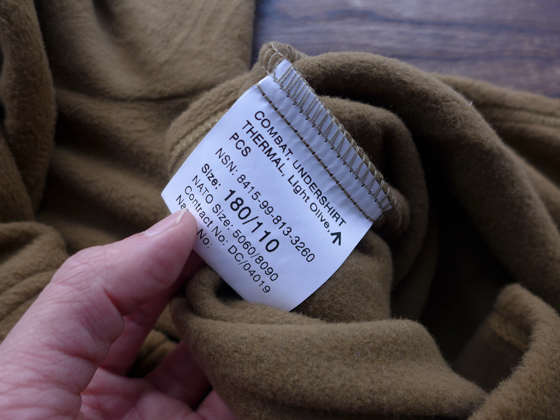 COMBAT, UNDERSHIRT
THERMAL, Light Olive,
PCS
NSN: 8415-99-813-3260
Size: 180/110
NATO Size: 5060/8090
Contract No: DC/04019
No.